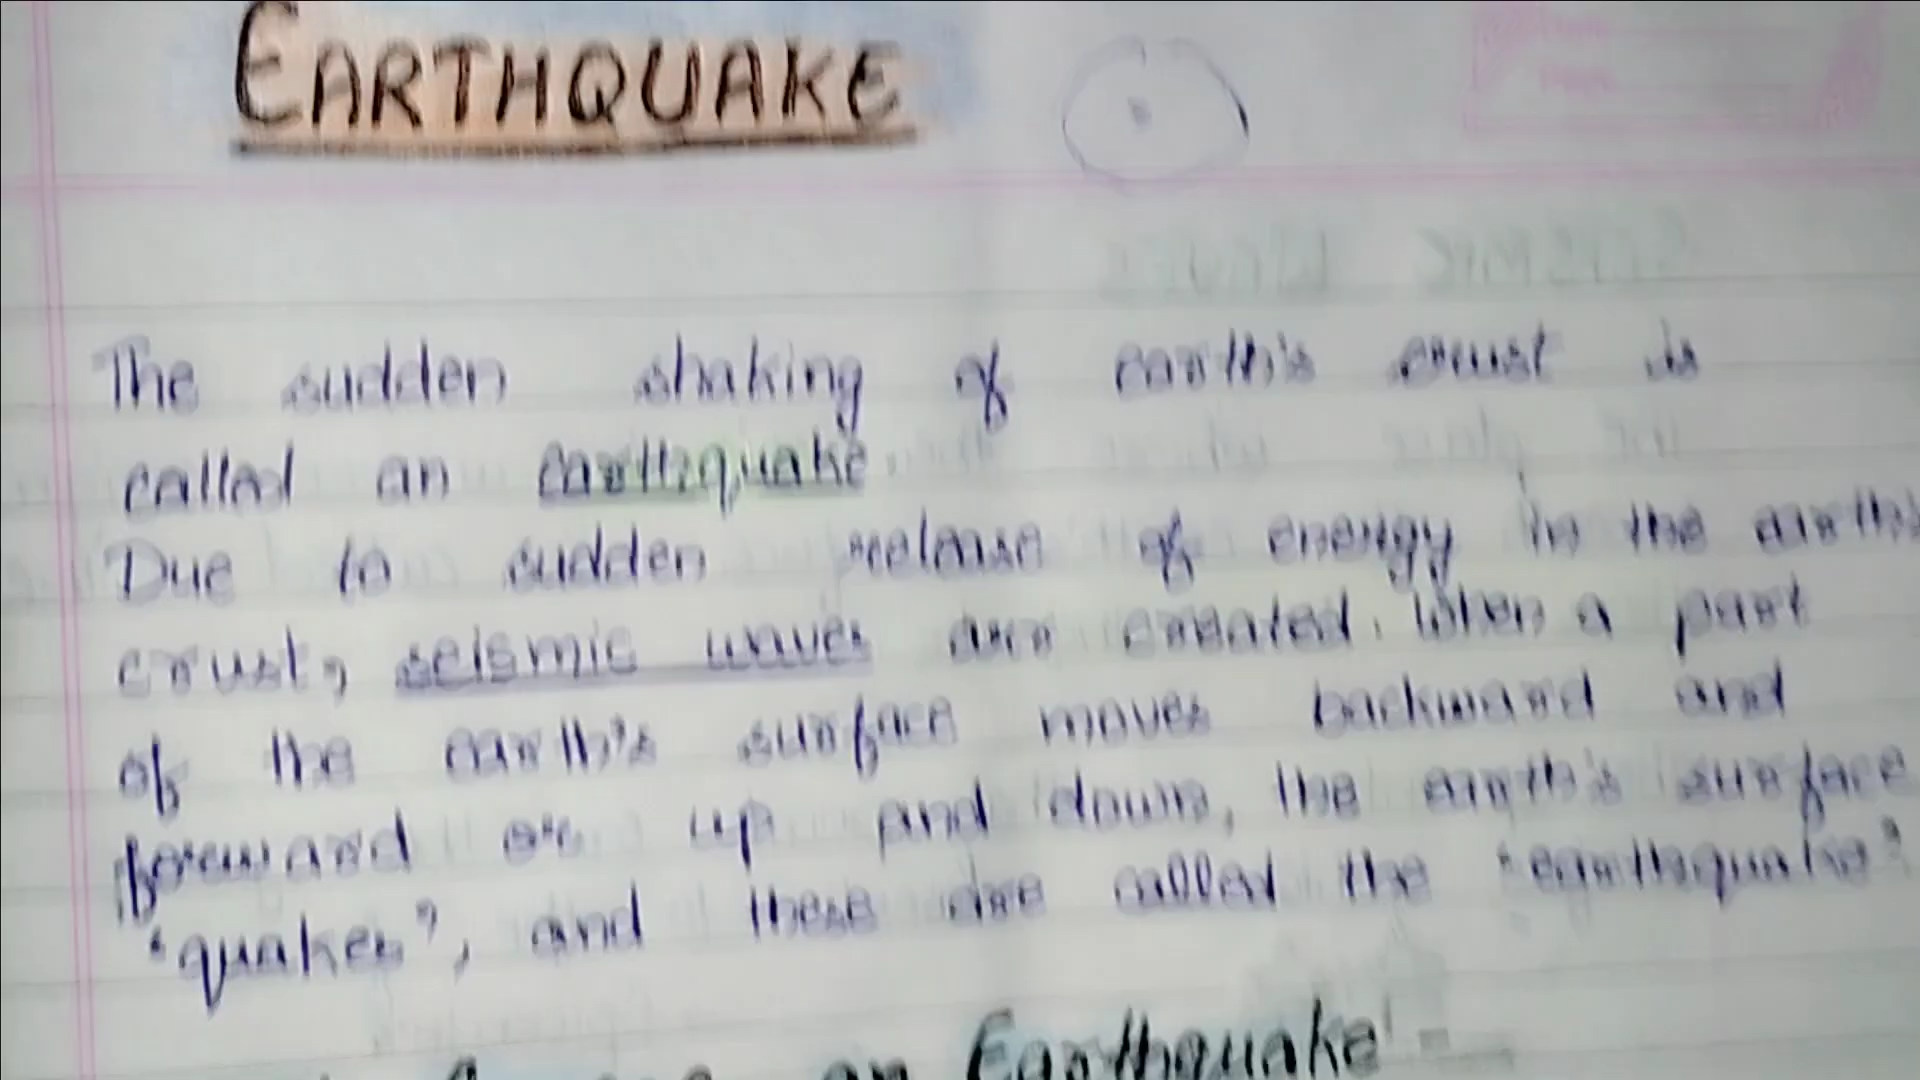 EARTHQUAKE
The sudden shaking of earth's crust is
called an earthquake.
Due to sudden release of energy in the earth's
crust, seismic waves are created. When a part
of the earth's surface moves backward and
forward or up and down, the earth's surface
"quakes", and these are called the "earthquake"
an Earthquake! -